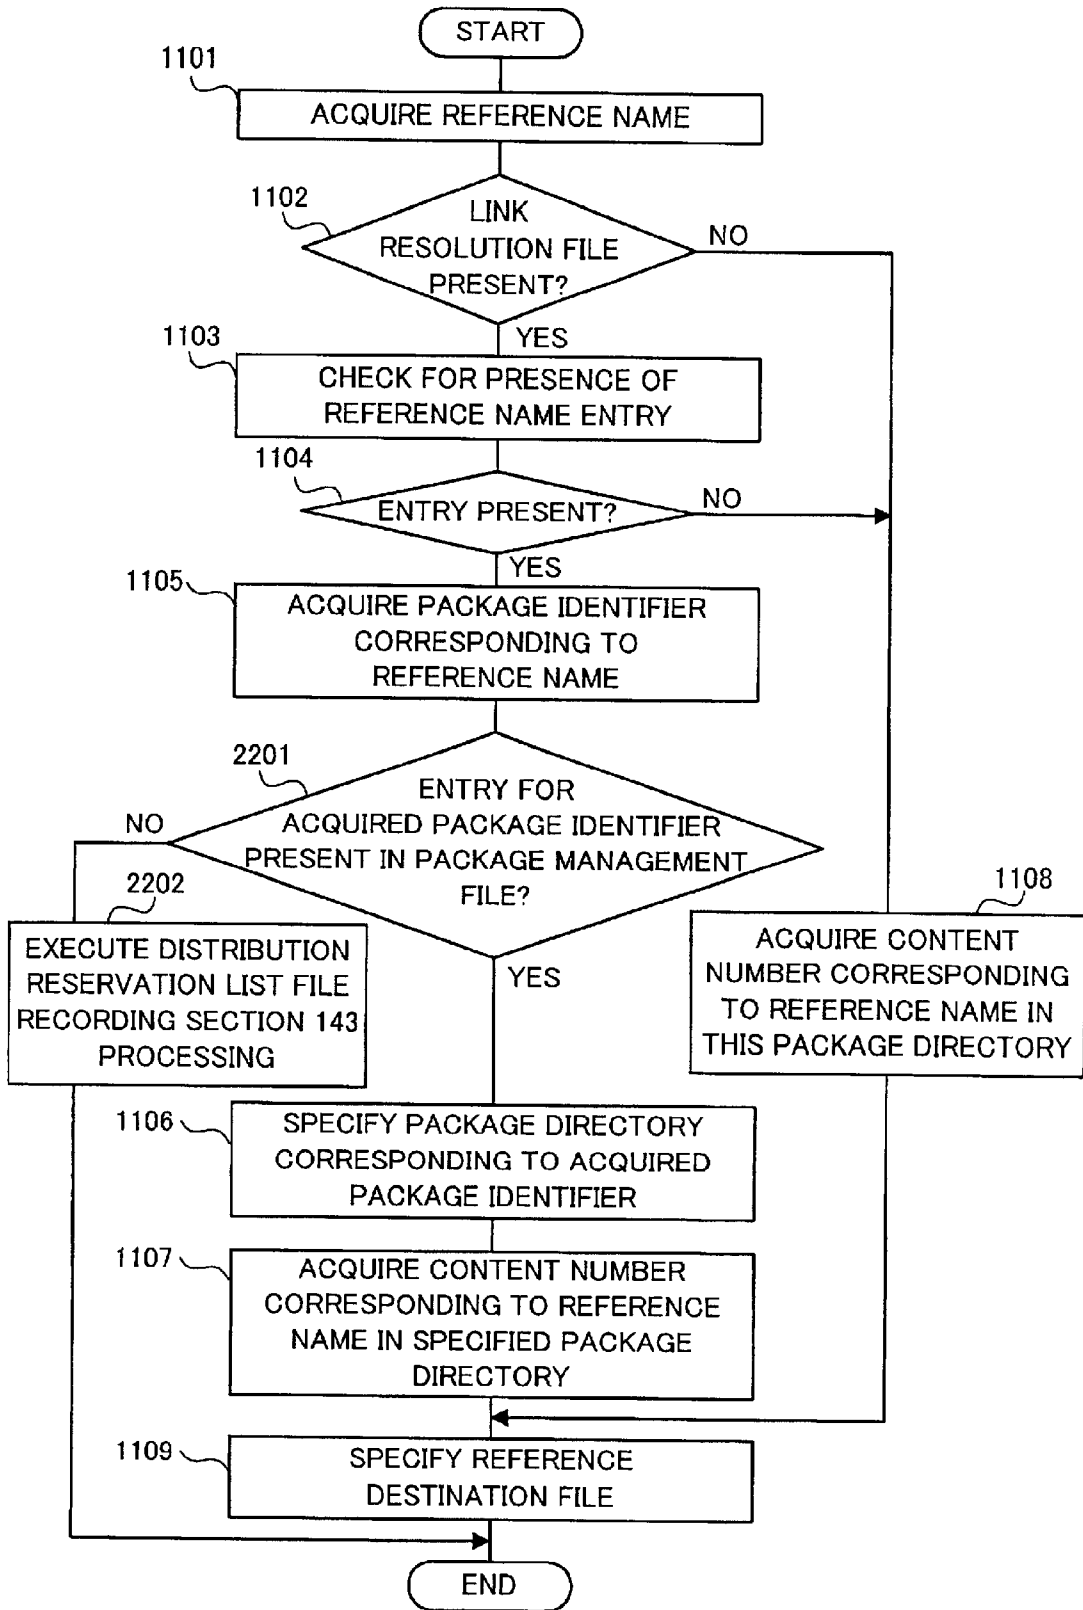 START
1101
ACQUIRE REFERENCE NAME
1102
LINK
RESOLUTION FILE
PRESENT?
NO
YES
1103
CHECK FOR PRESENCE OF
REFERENCE NAME ENTRY
1104
ENTRY PRESENT?
NO
YES
1105
ACQUIRE PACKAGE IDENTIFIER
CORRESPONDING TO
REFERENCE NAME
2201
ENTRY FOR
ACQUIRED PACKAGE IDENTIFIER
PRESENT IN PACKAGE MANAGEMENT
FILE?
NO
YES
2202
EXECUTE DISTRIBUTION
RESERVATION LIST FILE
RECORDING SECTION 143
PROCESSING
1108
ACQUIRE CONTENT
NUMBER CORRESPONDING
TO REFERENCE NAME IN
THIS PACKAGE DIRECTORY
1106
SPECIFY PACKAGE DIRECTORY
CORRESPONDING TO ACQUIRED
PACKAGE IDENTIFIER
1107
ACQUIRE CONTENT NUMBER
CORRESPONDING TO REFERENCE
NAME IN SPECIFIED PACKAGE
DIRECTORY
1109
SPECIFY REFERENCE
DESTINATION FILE
END